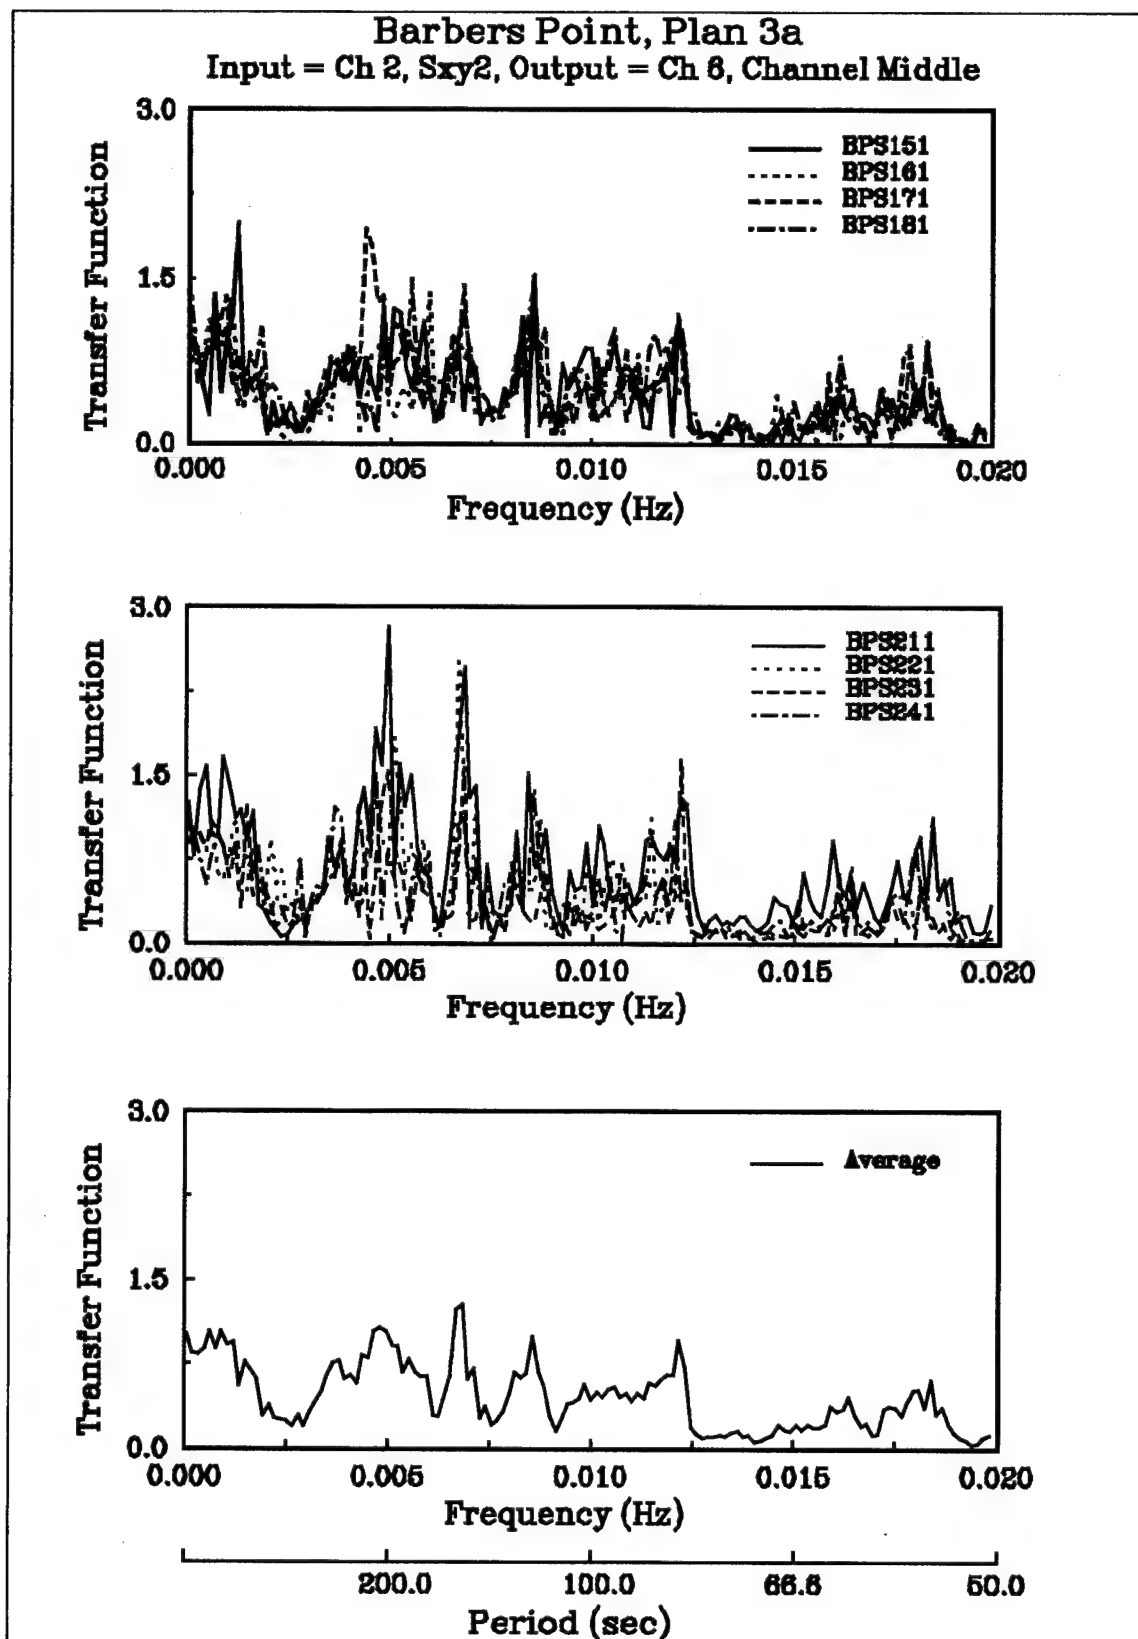 Barbers Point, Plan 3a
Input = Ch 2, Sxy2, Output = Ch 6, Channel Middle
3.0
1.5
0.0
Transfer Function
BPS151
BPS161
BPS171
BPS181
0.000 0.005 0.010 0.015 0.020
Frequency (Hz)
3.0
1.5
0.0
Transfer Function
BPS211
BPS221
BPS231
BPS241
0.000 0.005 0.010 0.015 0.020
Frequency (Hz)
3.0
1.5
0.0
Transfer Function
Average
0.000 0.005 0.010 0.015 0.020
Frequency (Hz)
200.0 100.0 66.6 50.0
Period (sec)